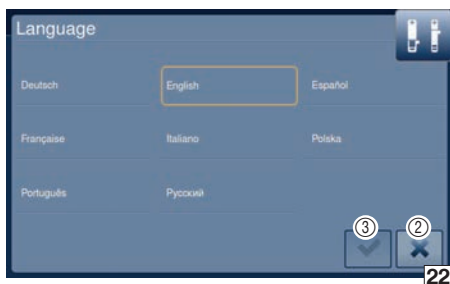 Language
Deutsch English Español
Française Italiano Polska
Português Русский
③ ②
22